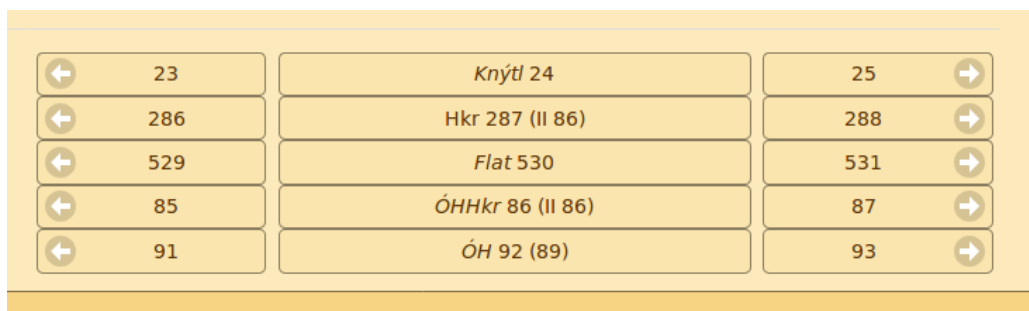 23 Knýtl 24 25
286 Hkr 287 (II 86) 288
529 Flat 530 531
85 ÓHHkr 86 (II 86) 87
91 ÓH 92 (89) 93